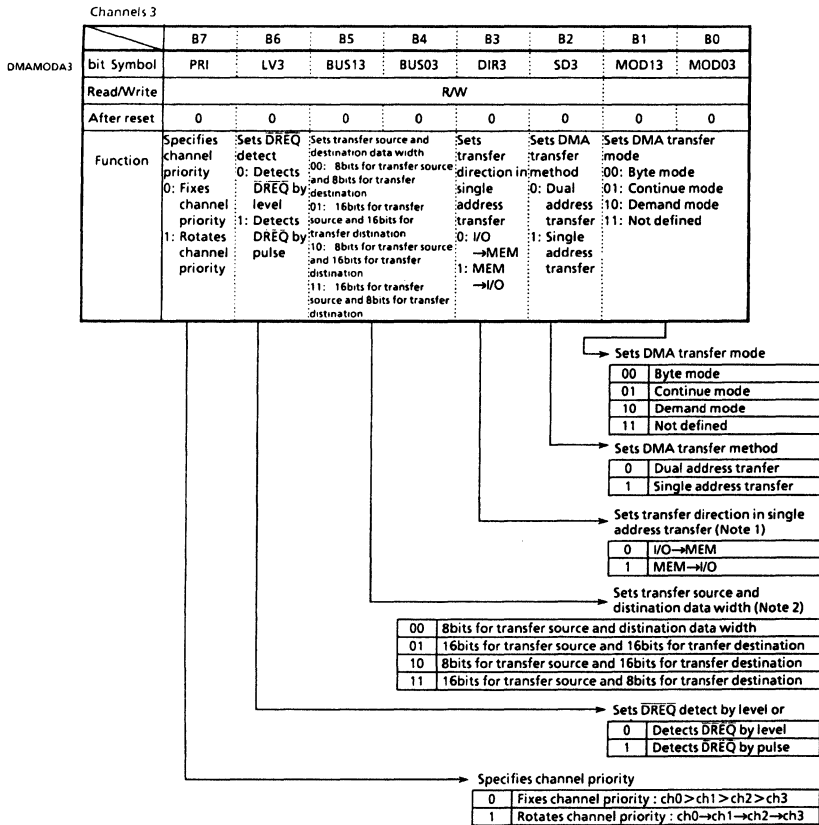 Channels 3
B7 B6 B5 B4 B3 B2 B1 B0
DMAMODA3 bit Symbol PRI LV3 BUS13 BUS03 DIR3 SD3 MOD13 MOD03
Read/Write R/W
After reset 0 0 0 0 0 0 0 0
Function
Specifies
channel
priority
0: Fixes
channel
priority
1: Rotates
channel
priority
Sets DREQ
detect
0: Detects
DREQ by
level
1: Detects
DREQ by
pulse
Sets transfer source and
destination data width
00: 8bits for transfer source
and 8bits for transfer
destination
01: 16bits for transfer
source and 16bits for
transfer distination
10: 8bits for transfer source
and 16bits for transfer
distination
11: 16bits for transfer
source and 8bits for transfer
distination
Sets
transfer
direction in
single
address
transfer
0: I/O
→MEM
1: MEM
→I/O
Sets DMA
transfer
method
0: Dual
address
transfer
1: Single
address
transfer
Sets DMA transfer
mode
00: Byte mode
01: Continue mode
10: Demand mode
11: Not defined
Sets DMA transfer mode
00 Byte mode
01 Continue mode
10 Demand mode
11 Not defined
Sets DMA transfer method
0 Dual address tranfer
1 Single address transfer
Sets transfer direction in single
address transfer (Note 1)
0 I/O→MEM
1 MEM→I/O
Sets transfer source and
distination data width (Note 2)
00 8bits for transfer source and distination data width
01 16bits for transfer source and 16bits for tranfer destination
10 8bits for transfer source and 16bits for transfer destination
11 16bits for transfer source and 8bits for transfer destination
Sets DREQ detect by level or
0 Detects DREQ by level
1 Detects DREQ by pulse
Specifies channel priority
0 Fixes channel priority : ch0>ch1>ch2>ch3
1 Rotates channel priority : ch0→ch1→ch2→ch3